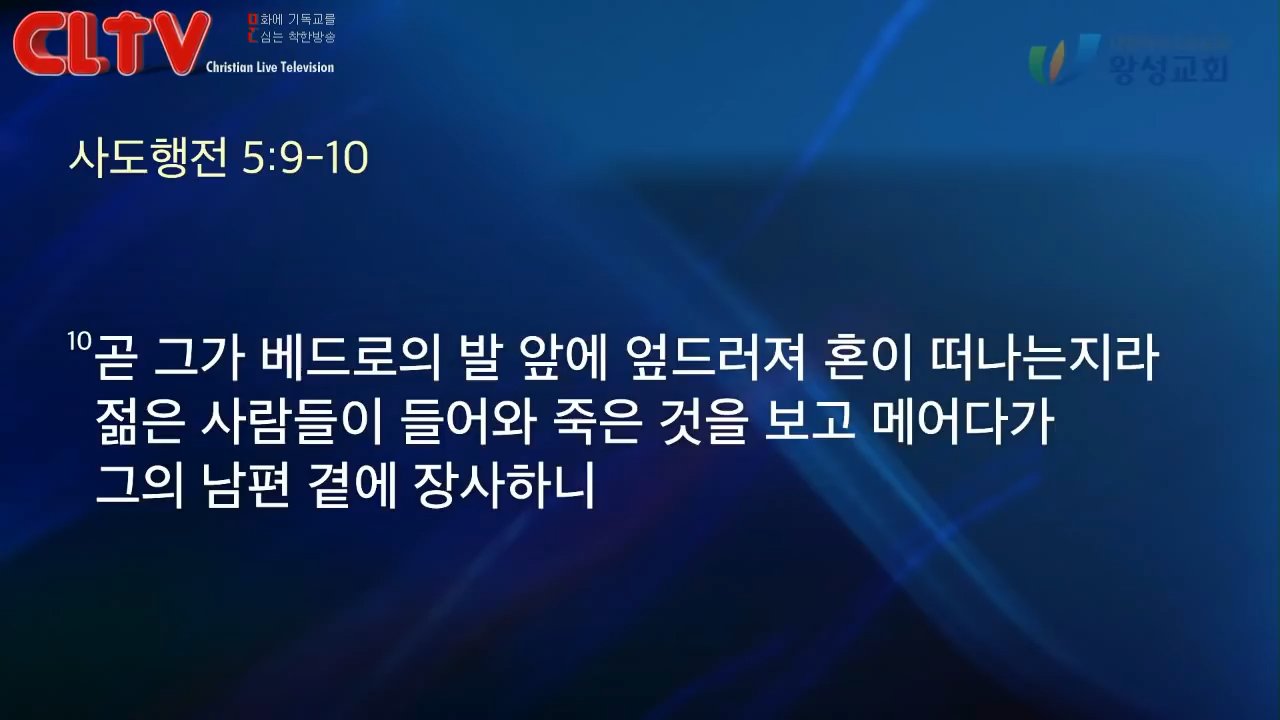 CLTV
문화에 기독교를
심는 착한방송
Christian Live Television
왕성교회
사도행전 5:9-10
10 곧 그가 베드로의 발 앞에 엎드러져 혼이 떠나는지라
젊은 사람들이 들어와 죽은 것을 보고 메어다가
그의 남편 곁에 장사하니